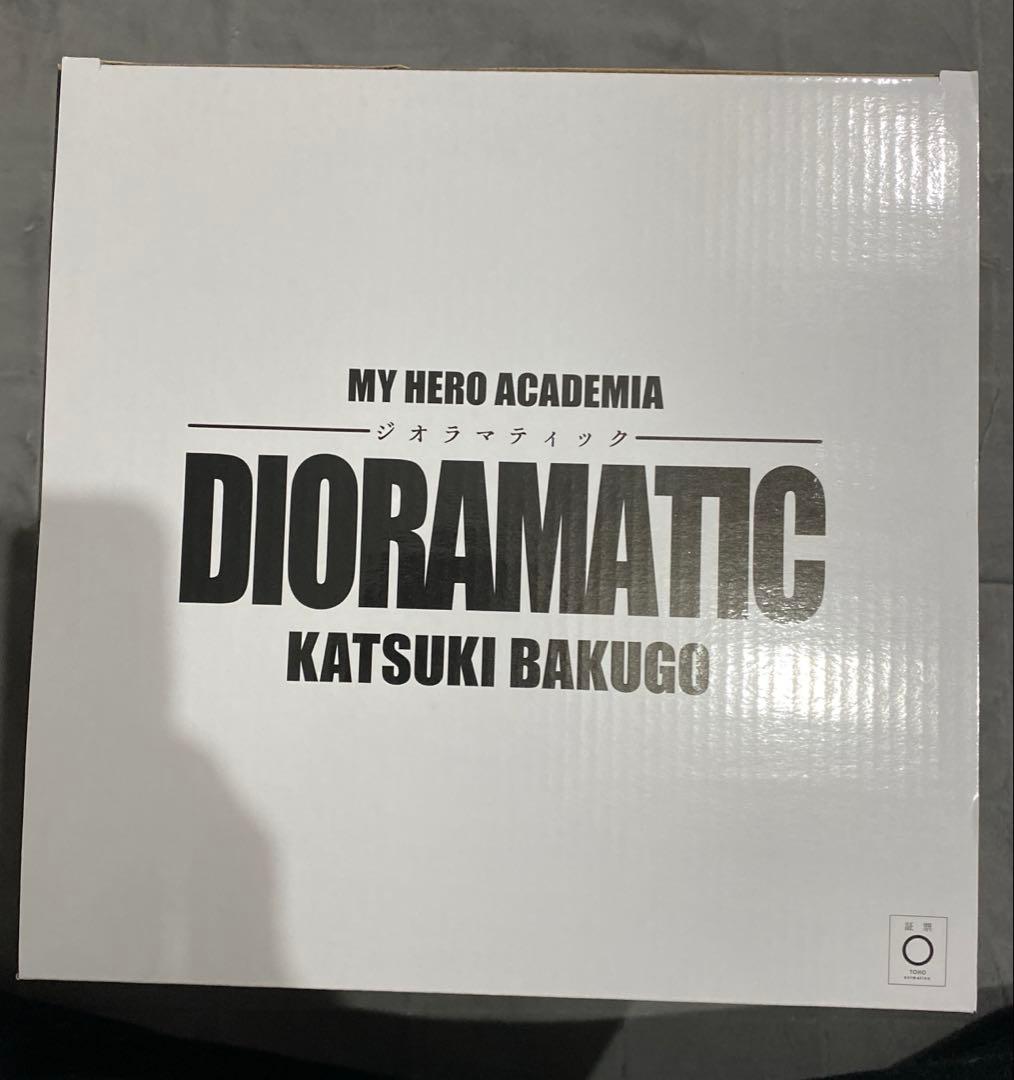 MY HERO ACADEMIA
ジオラマティック
DIORAMATIC
KATSUKI BAKUGO
証票
TOHO
animation